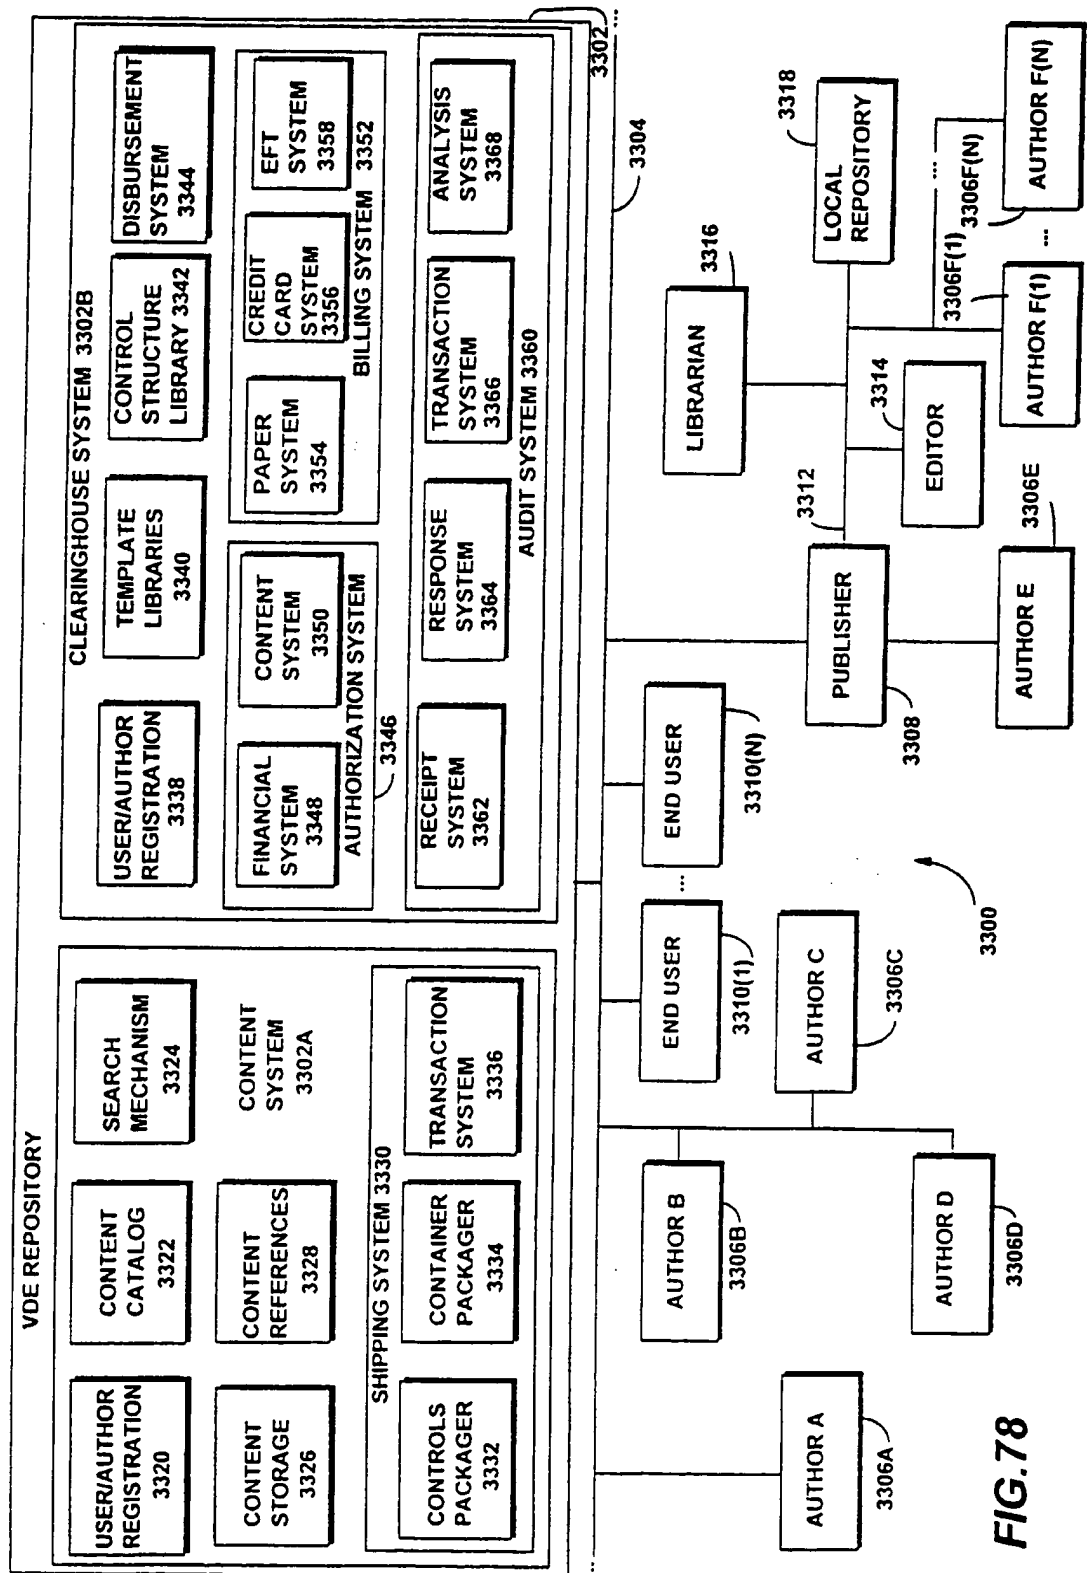 VDE REPOSITORY
USER/AUTHOR
REGISTRATION
3320
CONTENT
CATALOG
3322
SEARCH
MECHANISM
3324
CONTENT
STORAGE
3326
CONTENT
REFERENCES
3328
CONTENT
SYSTEM
3302A
SHIPPING SYSTEM 3330
CONTROLS
PACKAGER
3332
CONTAINER
PACKAGER
3334
TRANSACTION
SYSTEM
3336
CLEARINGHOUSE SYSTEM 3302B
USER/AUTHOR
REGISTRATION
3338
TEMPLATE
LIBRARIES
3340
CONTROL
STRUCTURE
LIBRARY 3342
DISBURSEMENT
SYSTEM
3344
FINANCIAL
SYSTEM
3348
CONTENT
SYSTEM
3350
AUTHORIZATION SYSTEM
3346
PAPER
SYSTEM
3354
CREDIT
CARD
SYSTEM
3356
EFT
SYSTEM
3358
BILLING SYSTEM 3352
RECEIPT
SYSTEM
3362
RESPONSE
SYSTEM
3364
TRANSACTION
SYSTEM
3366
ANALYSIS
SYSTEM
3368
AUDIT SYSTEM 3360
3302
...
...
3304
AUTHOR A
3306A
AUTHOR B
3306B
AUTHOR C
3306C
AUTHOR D
3306D
END USER
3310(1)
...
END USER
3310(N)
PUBLISHER
3308
3312
AUTHOR E
3306E
EDITOR
3314
LIBRARIAN
3316
LOCAL
REPOSITORY
3318
3306F(1)
AUTHOR F(1)
...
...
3306F(N)
AUTHOR F(N)
3300
FIG.78